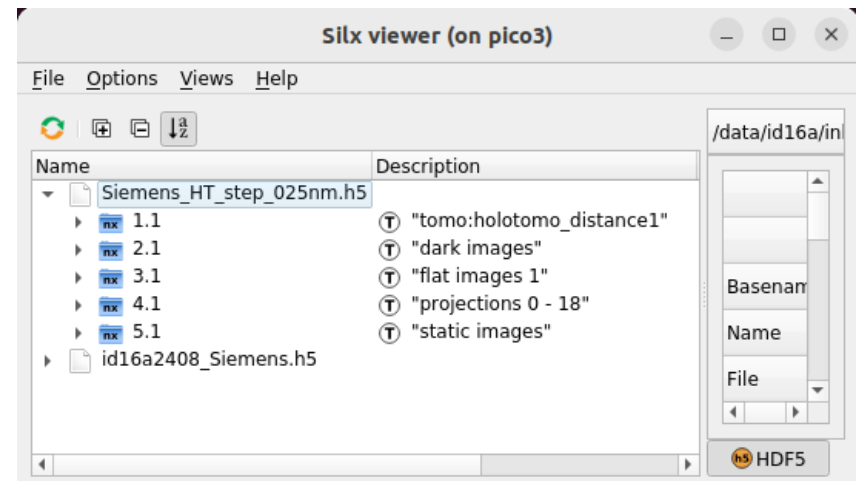 Silx viewer (on pico3)
File Options Views Help
/data/id16a/in
Name Description
Siemens_HT_step_025nm.h5
1.1 "tomo:holotomo_distance1"
2.1 "dark images"
3.1 "flat images 1"
4.1 "projections 0 - 18"
5.1 "static images"
id16a2408_Siemens.h5
Basenam
Name
File
HDF5